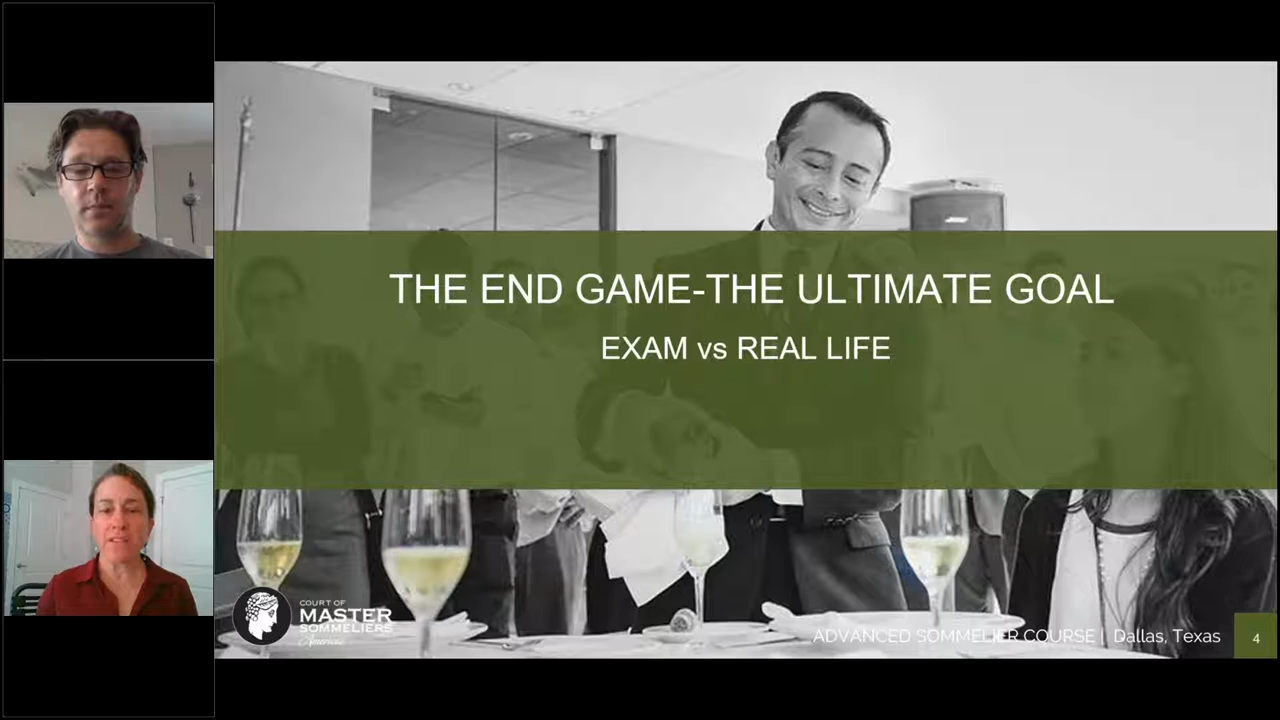 THE END GAME-THE ULTIMATE GOAL
EXAM vs REAL LIFE
COURT OF
MASTER
SOMMELIERS
Americas
ADVANCED SOMMELIER COURSE | Dallas, Texas
4